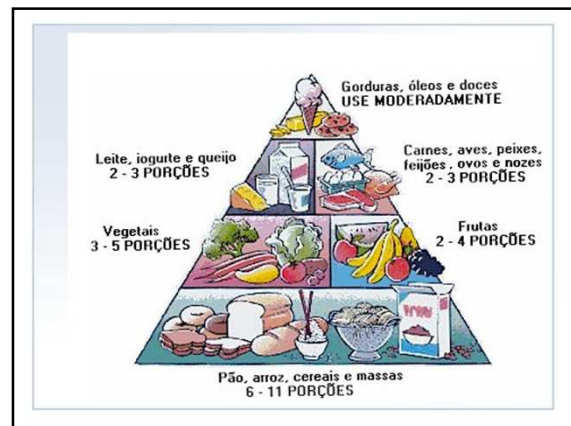 Gorduras, óleos e doces
USE MODERADAMENTE
Leite, iogurte e queijo
2 - 3 PORÇÕES
Carnes, aves, peixes,
feijões, ovos e nozes
2 - 3 PORÇÕES
Vegetais
3 - 5 PORÇÕES
Frutas
2 - 4 PORÇÕES
Pão, arroz, cereais e massas
6 - 11 PORÇÕES